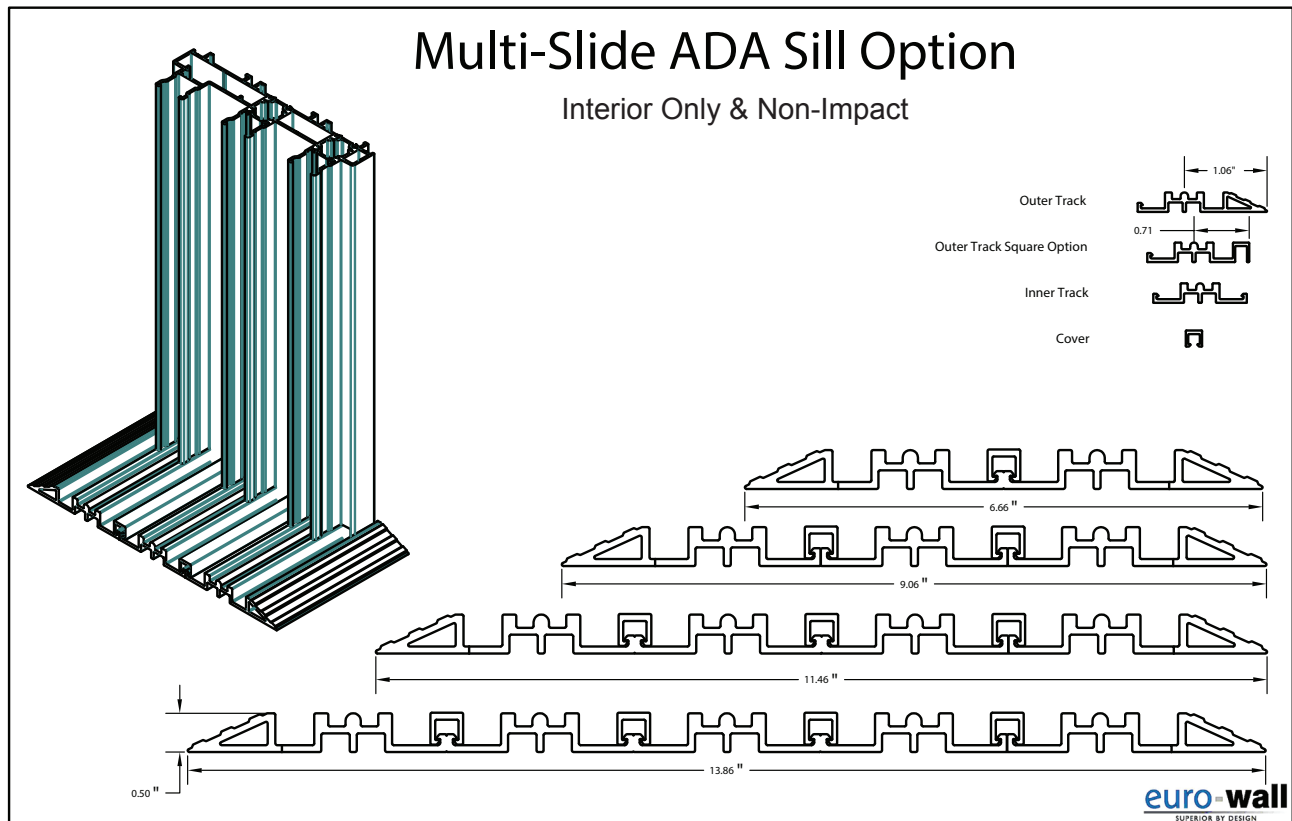 Multi-Slide ADA Sill Option
Interior Only & Non-Impact
1.06"
Outer Track
0.71
Outer Track Square Option
Inner Track
Cover
6.66 "
9.06 "
11.46 "
13.86 "
0.50 "
euro-wall
SUPERIOR BY DESIGN